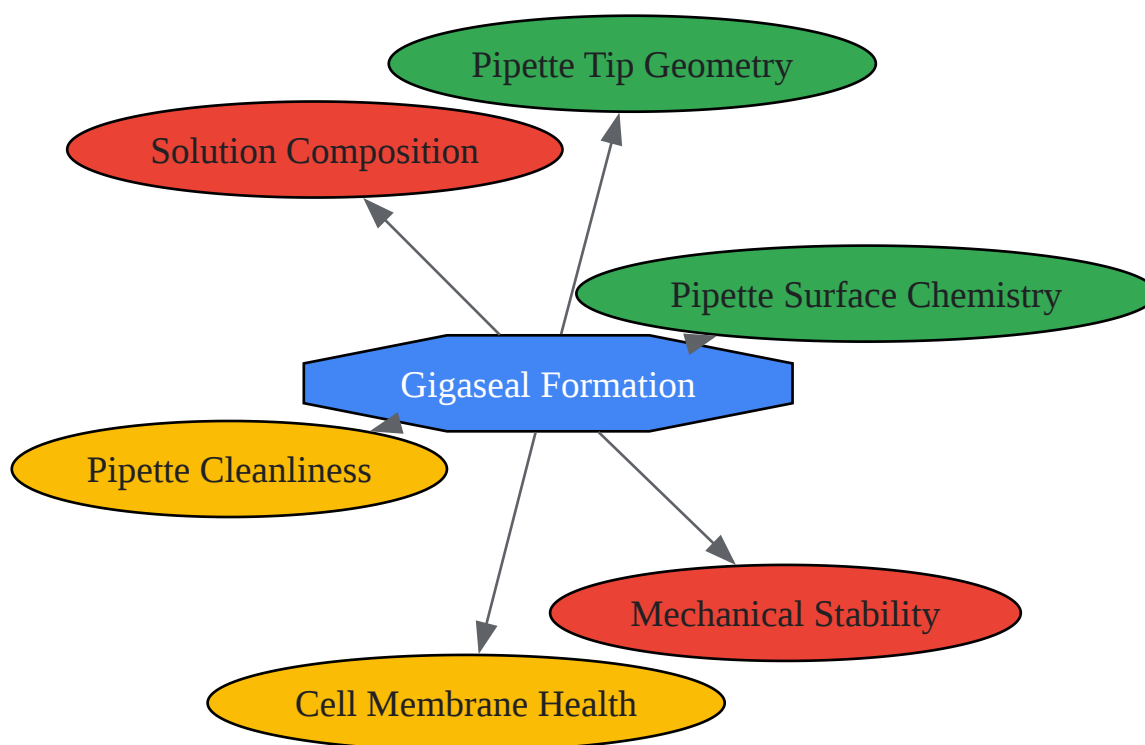 Pipette Tip Geometry
Solution Composition
Pipette Surface Chemistry
Gigaseal Formation
Pipette Cleanliness
Mechanical Stability
Cell Membrane Health